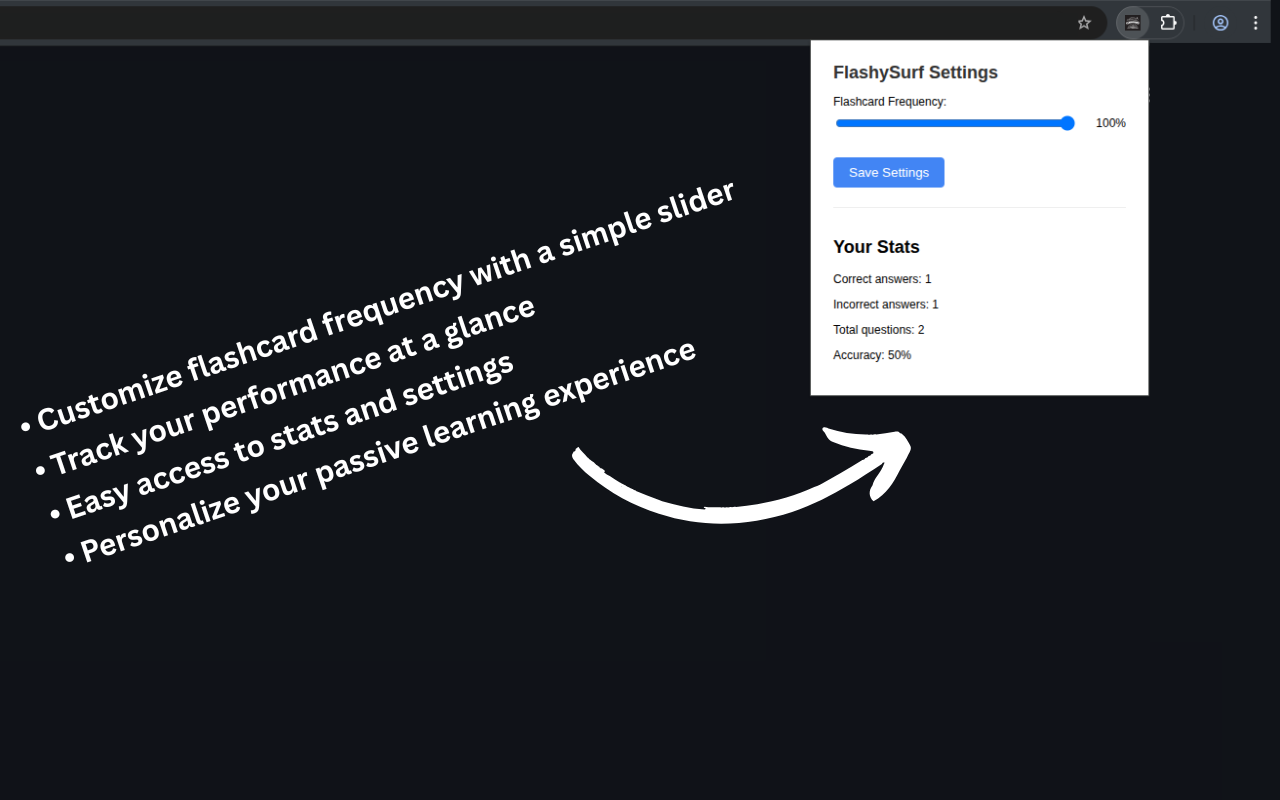 FlashySurf Settings
Flashcard Frequency:
100%
Save Settings
Your Stats
Correct answers: 1
Incorrect answers: 1
Total questions: 2
Accuracy: 50%
• Customize flashcard frequency with a simple slider
• Track your performance at a glance
• Easy access to stats and settings
• Personalize your passive learning experience